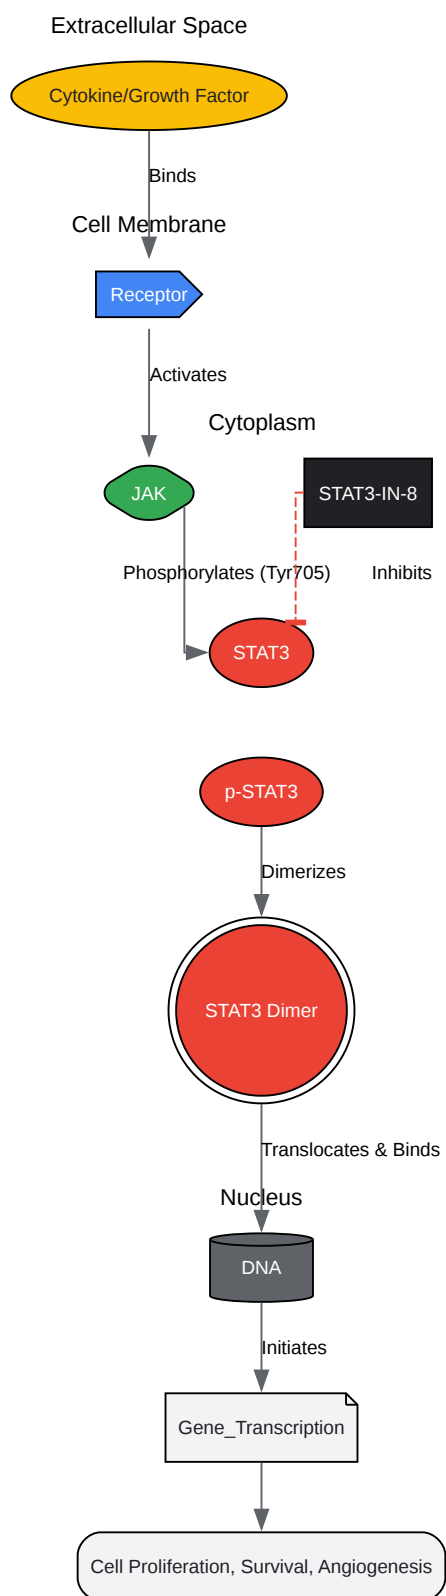 Extracellular Space
Cytokine/Growth Factor
Binds
Cell Membrane
Receptor
Activates
Cytoplasm
JAK
STAT3-IN-8
Phosphorylates (Tyr705)
Inhibits
STAT3
p-STAT3
Dimerizes
STAT3 Dimer
Translocates & Binds
Nucleus
DNA
Initiates
Gene_Transcription
Cell Proliferation, Survival, Angiogenesis